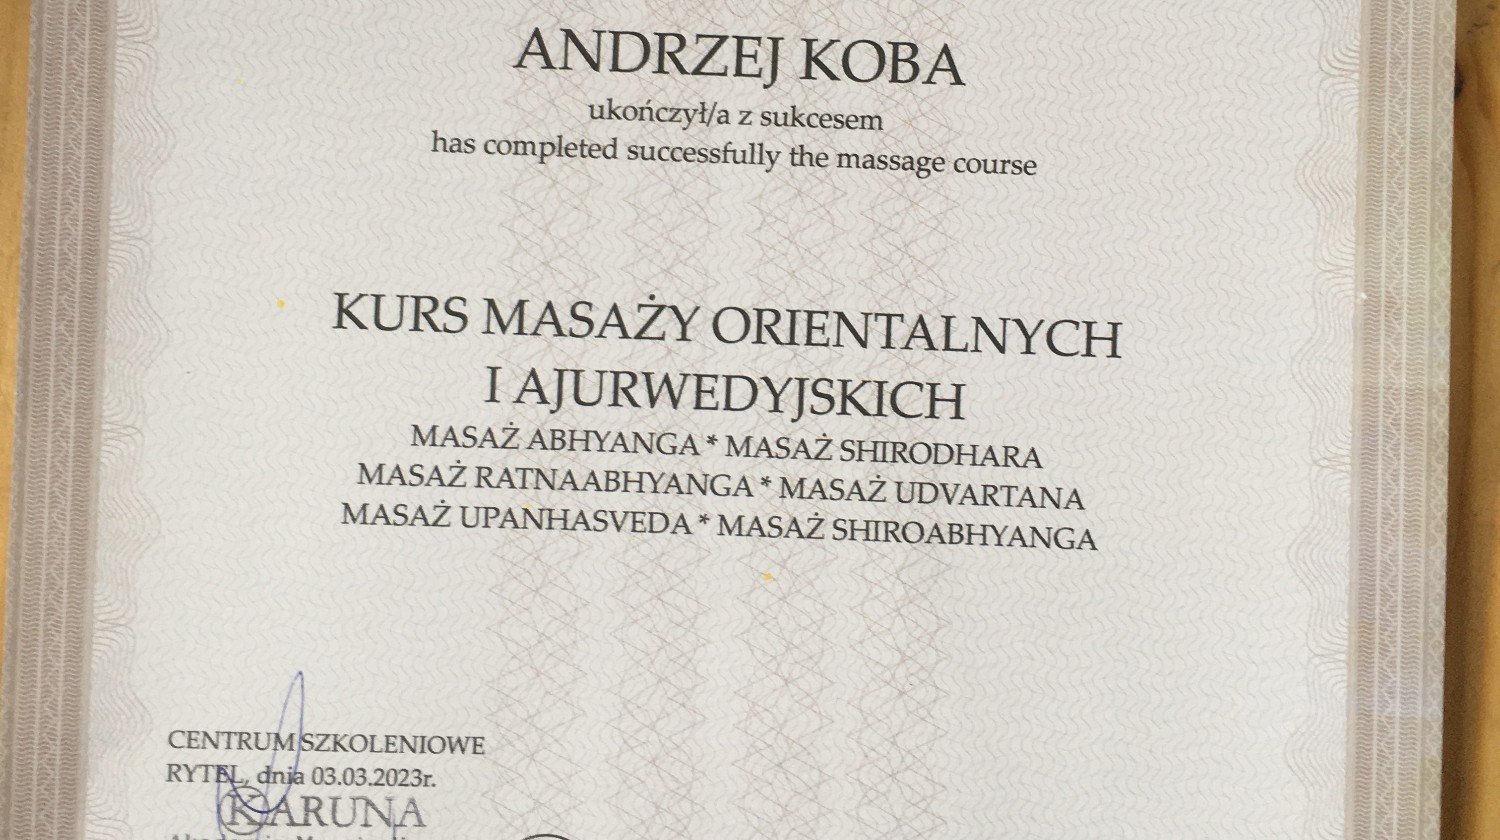 ANDRZEJ KOBA
ukończył/a z sukcesem
has completed successfully the massage course
KURS MASAŻY ORIENTALNYCH
I AJURWEDYJSKICH
MASAŻ ABHYANGA * MASAŻ SHIRODHARA
MASAŻ RATNAABHYANGA * MASAŻ UDVARTANA
MASAŻ UPANHASVEDA * MASAŻ SHIROABHYANGA
CENTRUM SZKOLENIOWE
RYTEL, dnia 03.03.2023r.
KARUNA